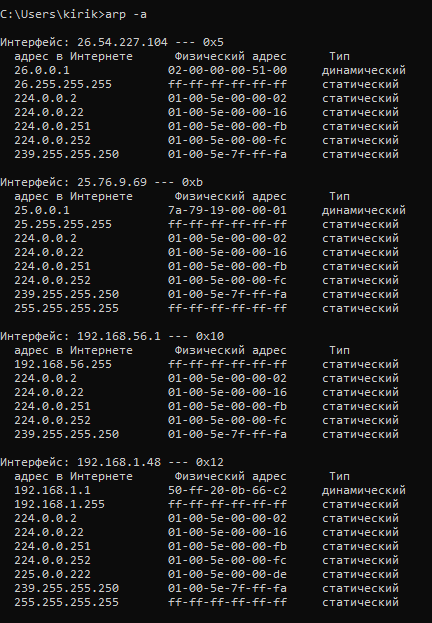 C:\Users\kirik>arp -a
Интерфейс: 26.54.227.104 --- 0x5
адрес в Интернете Физический адрес Тип
26.0.0.1 02-00-00-00-51-00 динамический
26.255.255.255 ff-ff-ff-ff-ff-ff статический
224.0.0.2 01-00-5e-00-00-02 статический
224.0.0.22 01-00-5e-00-00-16 статический
224.0.0.251 01-00-5e-00-00-fb статический
224.0.0.252 01-00-5e-00-00-fc статический
239.255.255.250 01-00-5e-7f-ff-fa статический
Интерфейс: 25.76.9.69 --- 0xb
адрес в Интернете Физический адрес Тип
25.0.0.1 7a-79-19-00-00-01 динамический
25.255.255.255 ff-ff-ff-ff-ff-ff статический
224.0.0.2 01-00-5e-00-00-02 статический
224.0.0.22 01-00-5e-00-00-16 статический
224.0.0.251 01-00-5e-00-00-fb статический
224.0.0.252 01-00-5e-00-00-fc статический
239.255.255.250 01-00-5e-7f-ff-fa статический
255.255.255.255 ff-ff-ff-ff-ff-ff статический
Интерфейс: 192.168.56.1 --- 0x10
адрес в Интернете Физический адрес Тип
192.168.56.255 ff-ff-ff-ff-ff-ff статический
224.0.0.2 01-00-5e-00-00-02 статический
224.0.0.22 01-00-5e-00-00-16 статический
224.0.0.251 01-00-5e-00-00-fb статический
224.0.0.252 01-00-5e-00-00-fc статический
239.255.255.250 01-00-5e-7f-ff-fa статический
Интерфейс: 192.168.1.48 --- 0x12
адрес в Интернете Физический адрес Тип
192.168.1.1 50-ff-20-0b-66-c2 динамический
192.168.1.255 ff-ff-ff-ff-ff-ff статический
224.0.0.2 01-00-5e-00-00-02 статический
224.0.0.22 01-00-5e-00-00-16 статический
224.0.0.251 01-00-5e-00-00-fb статический
224.0.0.252 01-00-5e-00-00-fc статический
225.0.0.222 01-00-5e-00-00-de статический
239.255.255.250 01-00-5e-7f-ff-fa статический
255.255.255.255 ff-ff-ff-ff-ff-ff статический